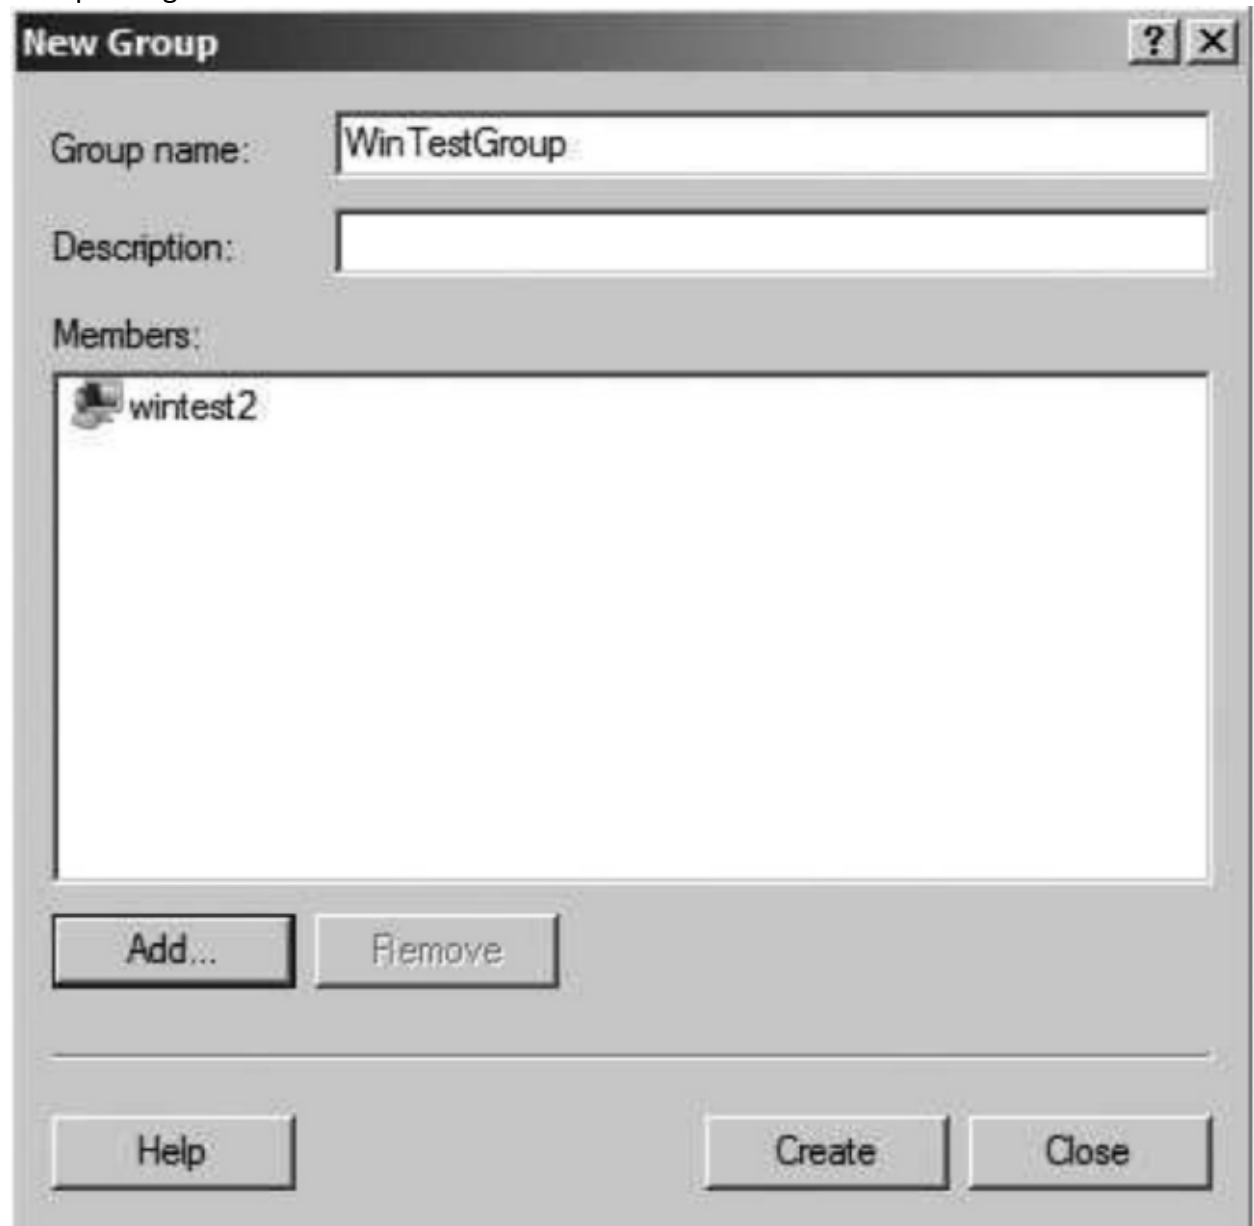 New Group
Group name: WinTestGroup
Description:
Members:
wintest2
Add... Remove
Help Create Close